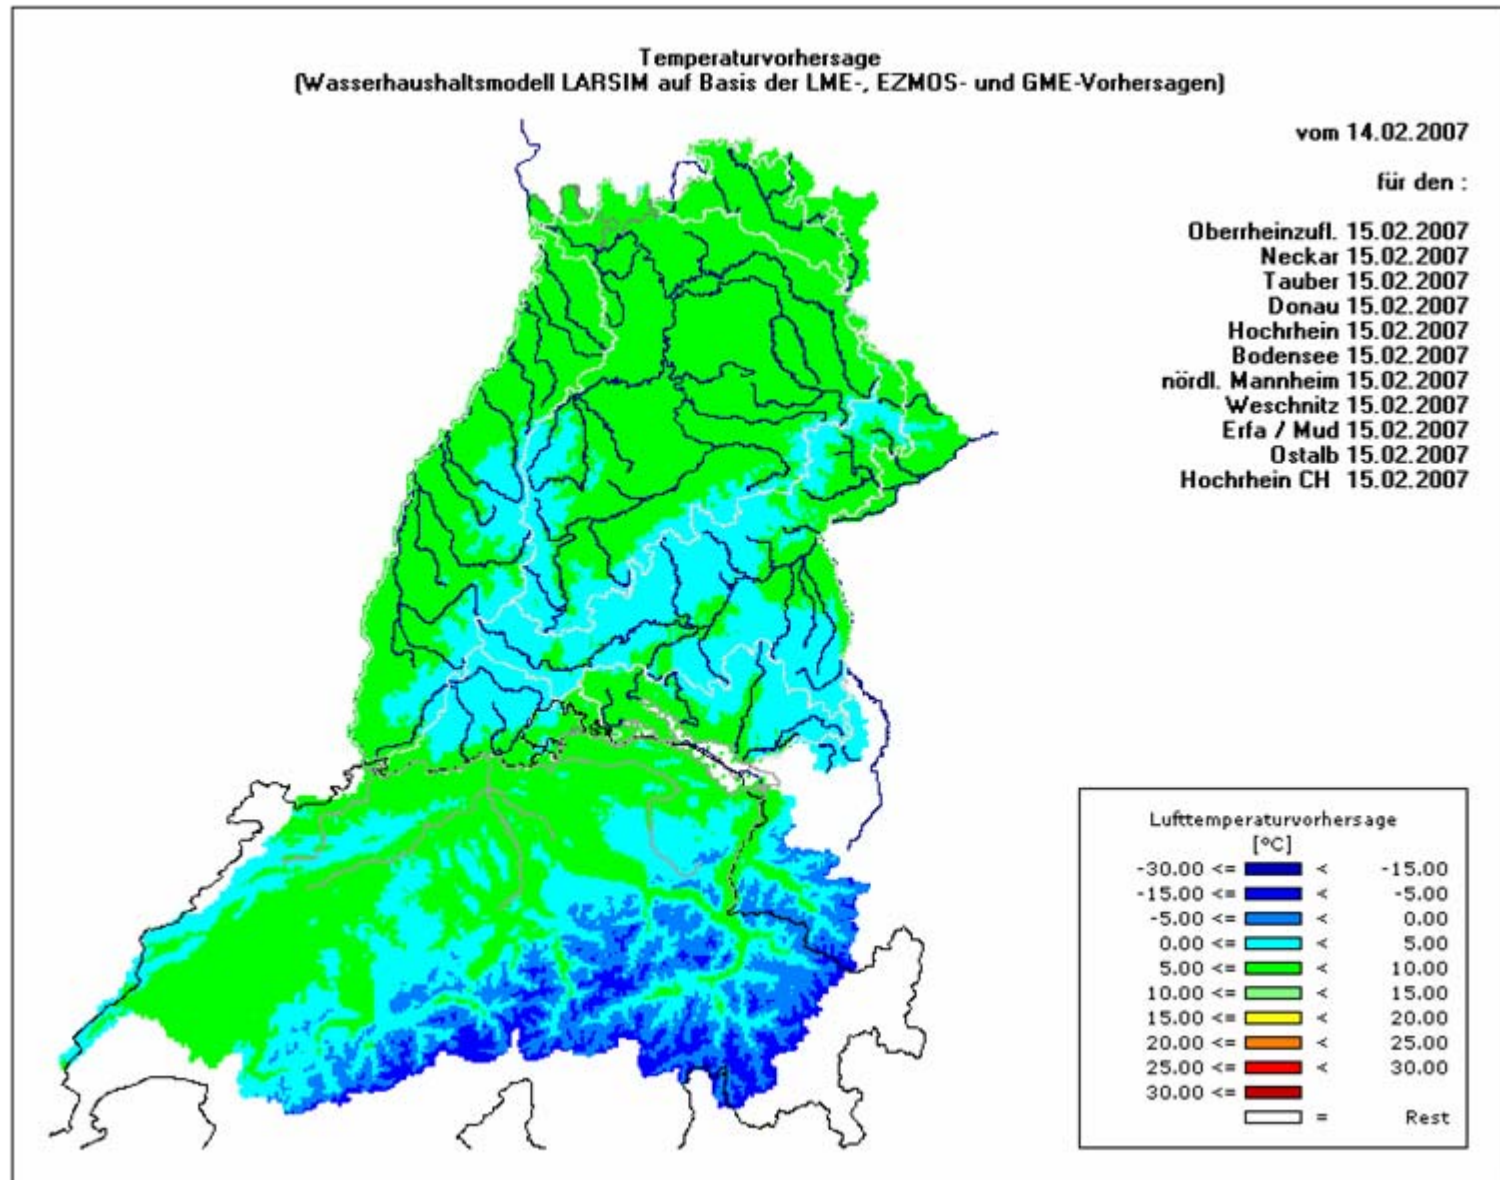 Temperaturvorhersage
(Wasserhaushaltsmodell LARSIM auf Basis der LME-, EZMOS- und GME-Vorhersagen)
vom 14.02.2007
für den :
Oberrheinzufl. 15.02.2007
Neckar 15.02.2007
Tauber 15.02.2007
Donau 15.02.2007
Hochrhein 15.02.2007
Bodensee 15.02.2007
nördl. Mannheim 15.02.2007
Weschnitz 15.02.2007
Erfa / Mud 15.02.2007
Ostalb 15.02.2007
Hochrhein CH 15.02.2007
Lufttemperaturvorhersage
[°C]
-30.00 <= < -15.00
-15.00 <= < -5.00
-5.00 <= < 0.00
0.00 <= < 5.00
5.00 <= < 10.00
10.00 <= < 15.00
15.00 <= < 20.00
20.00 <= < 25.00
25.00 <= < 30.00
30.00 <=
= Rest